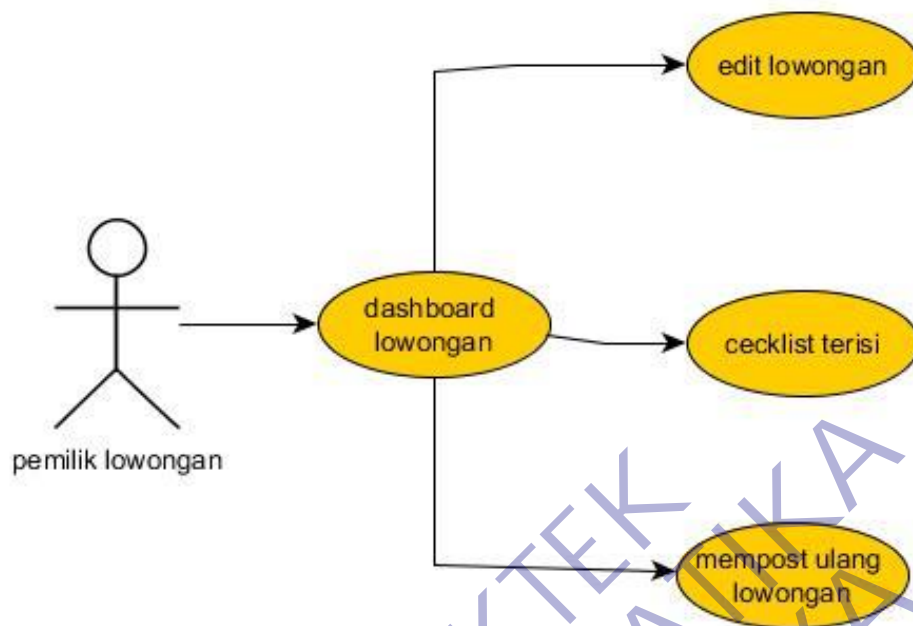 edit lowongan
dashboard
lowongan
cecklist terisi
pemilik lowongan
mempost ulang
lowongan